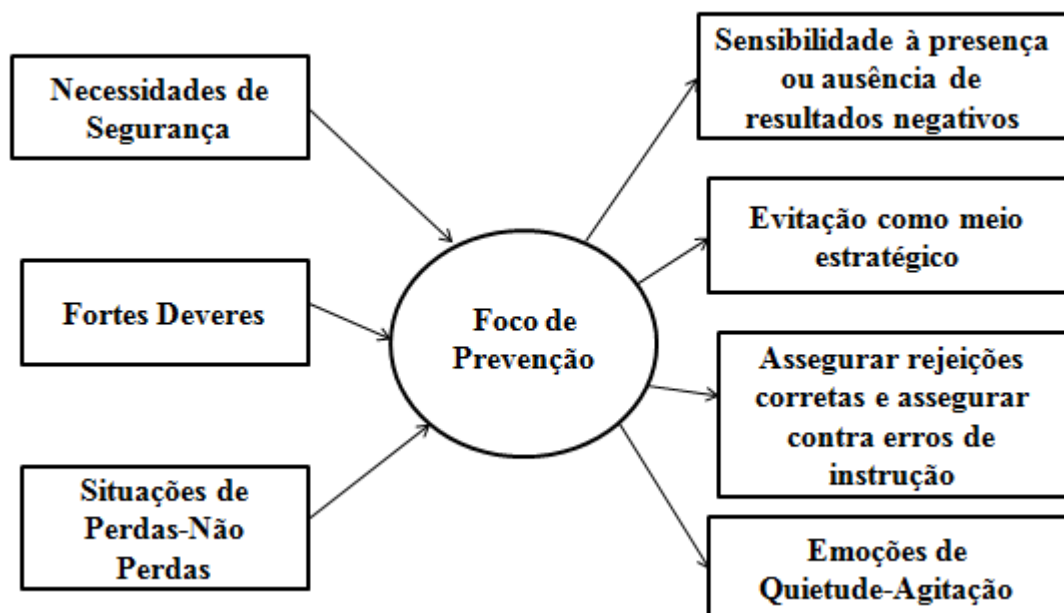 Necessidades de
Segurança
Fortes Deveres
Situações de
Perdas-Não
Perdas
Foco de
Prevenção
Sensibilidade à presença
ou ausência de
resultados negativos
Evitação como meio
estratégico
Assegurar rejeições
corretas e assegurar
contra erros de
instrução
Emoções de
Quietude-Agitação